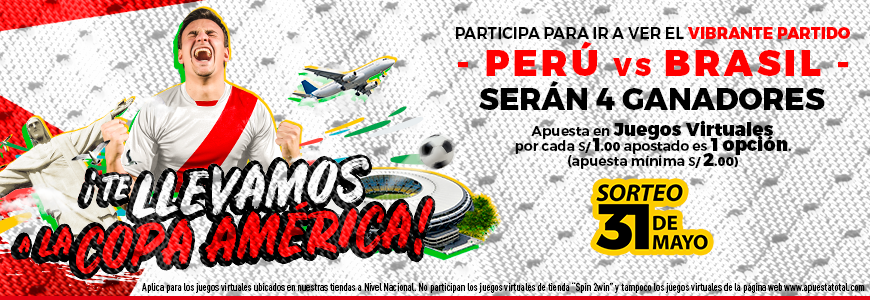 ¡TE LLEVAMOS
A LA COPA AMÉRICA!
PARTICIPA PARA IR A VER EL VIBRANTE PARTIDO
- PERÚ VS BRASIL -
SERÁN 4 GANADORES
Apuesta en Juegos Virtuales
por cada S/1.00 apostado es 1 opción.
(apuesta mínima S/2.00)
SORTEO
31 DE MAYO
Aplica para los juegos virtuales ubicados en nuestras tiendas a Nivel Nacional. No participan los juegos virtuales de tienda "Spin 2win" y tampoco los juegos virtuales de la página web www.apuestatotal.com